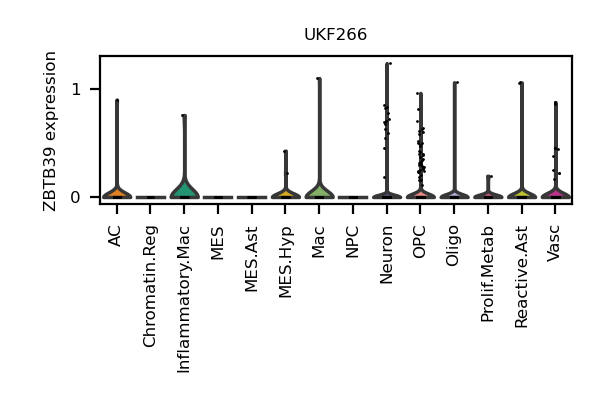 UKF266
ZBTB39 expression
1
0
AC
Chromatin.Reg
Inflammatory.Mac
MES
MES.Ast
MES.Hyp
Mac
NPC
Neuron
OPC
Oligo
Prolif.Metab
Reactive.Ast
Vasc